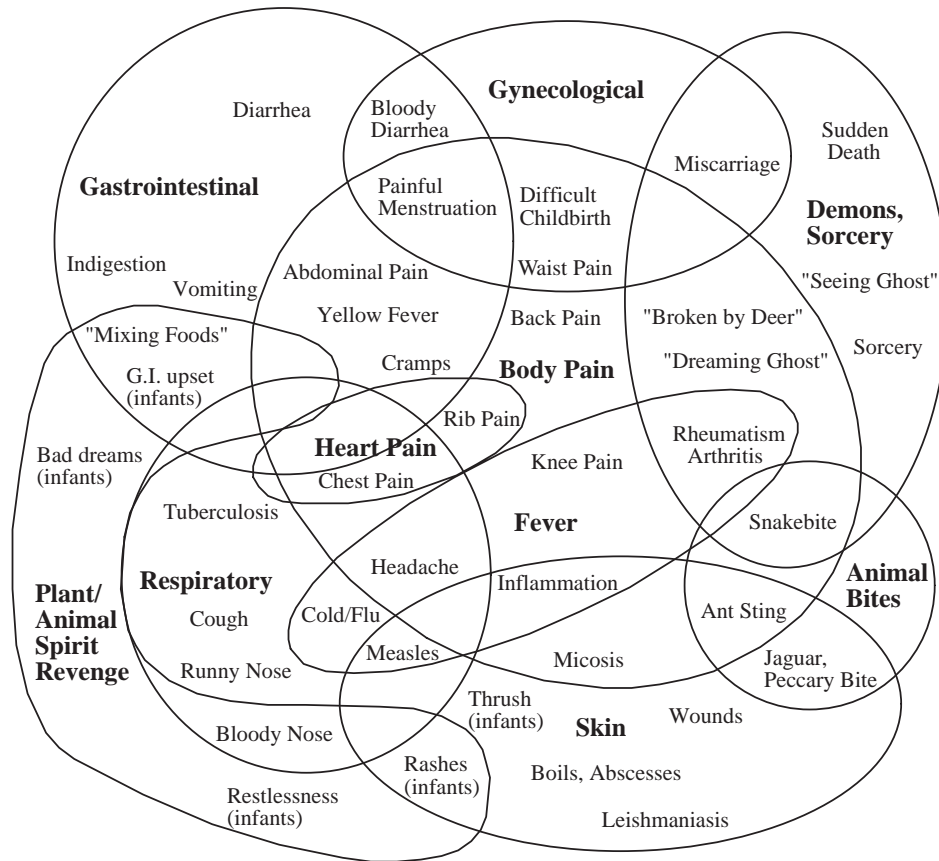 Gynecological
Diarrhea
Bloody
Diarrhea
Sudden
Death
Miscarriage
Gastrointestinal
Painful
Menstruation
Difficult
Childbirth
Demons,
Sorcery
Indigestion
Vomiting
Abdominal Pain
Waist Pain
"Seeing Ghost"
"Mixing Foods"
Yellow Fever
Back Pain
"Broken by Deer"
G.I. upset
(infants)
Cramps
Body Pain
"Dreaming Ghost"
Sorcery
Bad dreams
(infants)
Heart Pain
Rib Pain
Rheumatism
Arthritis
Chest Pain
Knee Pain
Tuberculosis
Fever
Snakebite
Plant/
Animal
Spirit
Revenge
Respiratory
Headache
Inflammation
Animal
Bites
Cough
Cold/Flu
Ant Sting
Runny Nose
Measles
Micosis
Jaguar,
Peccary Bite
Bloody Nose
Thrush
(infants)
Skin
Wounds
Rashes
(infants)
Boils, Abscesses
Restlessness
(infants)
Leishmaniasis